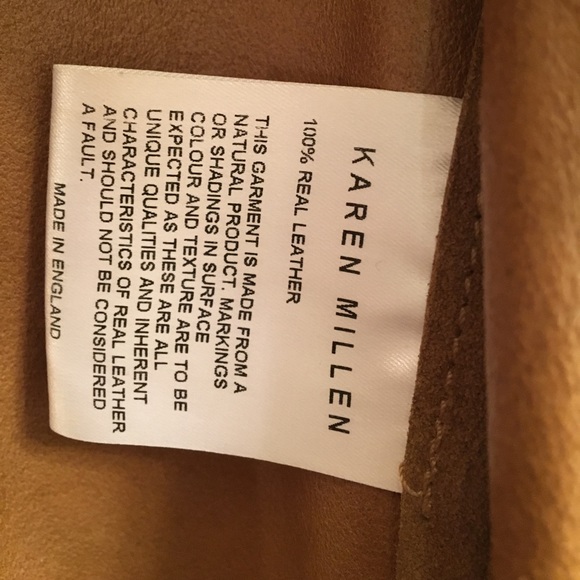 KAREN MILLEN
100% REAL LEATHER
THIS GARMENT IS MADE FROM A
NATURAL PRODUCT. MARKINGS
OR SHADINGS IN SURFACE
COLOUR AND TEXTURE ARE TO BE
EXPECTED AS THESE ARE ALL
UNIQUE QUALITIES AND INHERENT
CHARACTERISTICS OF REAL LEATHER
AND SHOULD NOT BE CONSIDERED
A FAULT.
MADE IN ENGLAND